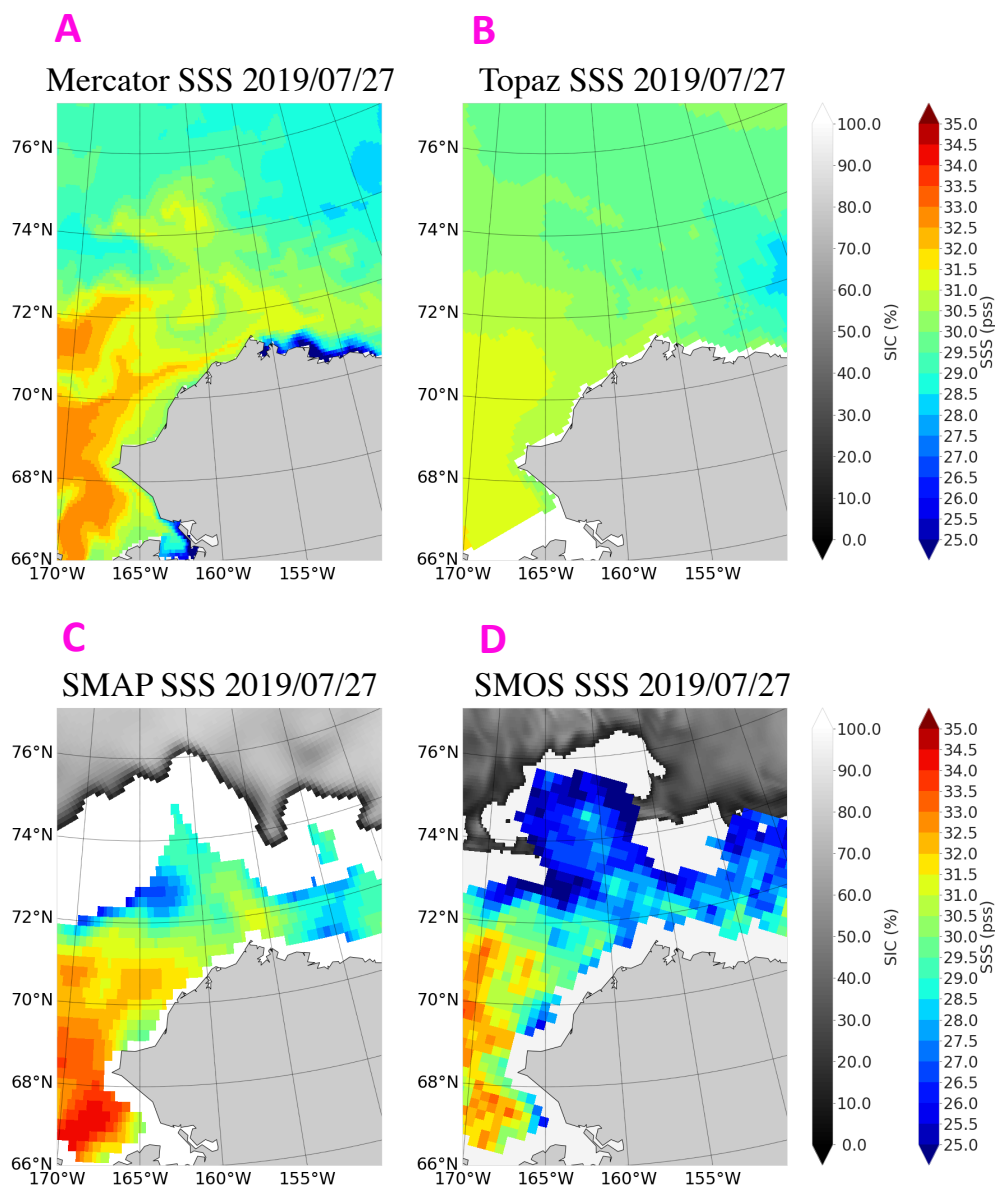 A
B
Mercator SSS 2019/07/27
Topaz SSS 2019/07/27
76°N
74°N
72°N
70°N
68°N
66°N
170°W
165°W
160°W
155°W
76°N
74°N
72°N
70°N
68°N
66°N
170°W
165°W
160°W
155°W
100.0
90.0
80.0
70.0
60.0
50.0
40.0
30.0
20.0
10.0
0.0
SIC (%)
35.0
34.5
34.0
33.5
33.0
32.5
32.0
31.5
31.0
30.5
30.0
29.5
29.0
28.5
28.0
27.5
27.0
26.5
26.0
25.5
25.0
SSS (pss)
C
D
SMAP SSS 2019/07/27
SMOS SSS 2019/07/27
76°N
74°N
72°N
70°N
68°N
66°N
170°W
165°W
160°W
155°W
76°N
74°N
72°N
70°N
68°N
66°N
170°W
165°W
160°W
155°W
100.0
90.0
80.0
70.0
60.0
50.0
40.0
30.0
20.0
10.0
0.0
SIC (%)
35.0
34.5
34.0
33.5
33.0
32.5
32.0
31.5
31.0
30.5
30.0
29.5
29.0
28.5
28.0
27.5
27.0
26.5
26.0
25.5
25.0
SSS (pss)